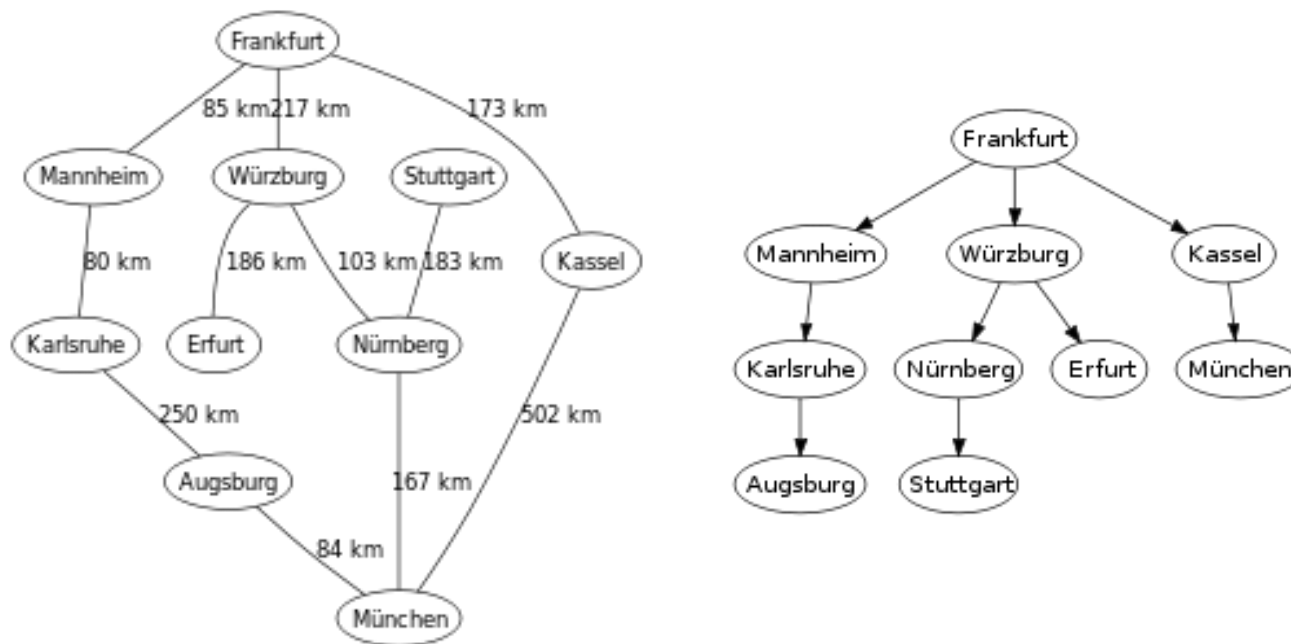 Frankfurt
85 km
217 km
173 km
Mannheim
Würzburg
Stuttgart
80 km
186 km
103 km
183 km
Kassel
Karlsruhe
Erfurt
Nürnberg
250 km
502 km
Augsburg
167 km
84 km
München
Frankfurt
Mannheim
Würzburg
Kassel
Karlsruhe
Nürnberg
Erfurt
München
Augsburg
Stuttgart